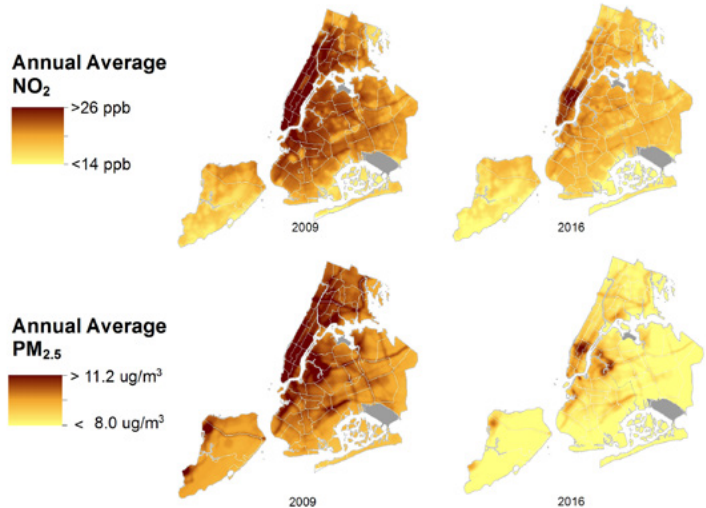 Annual Average
NO₂
>26 ppb
<14 ppb
2009
2016
Annual Average
PM₂.₅
> 11.2 ug/m³
< 8.0 ug/m³
2009
2016